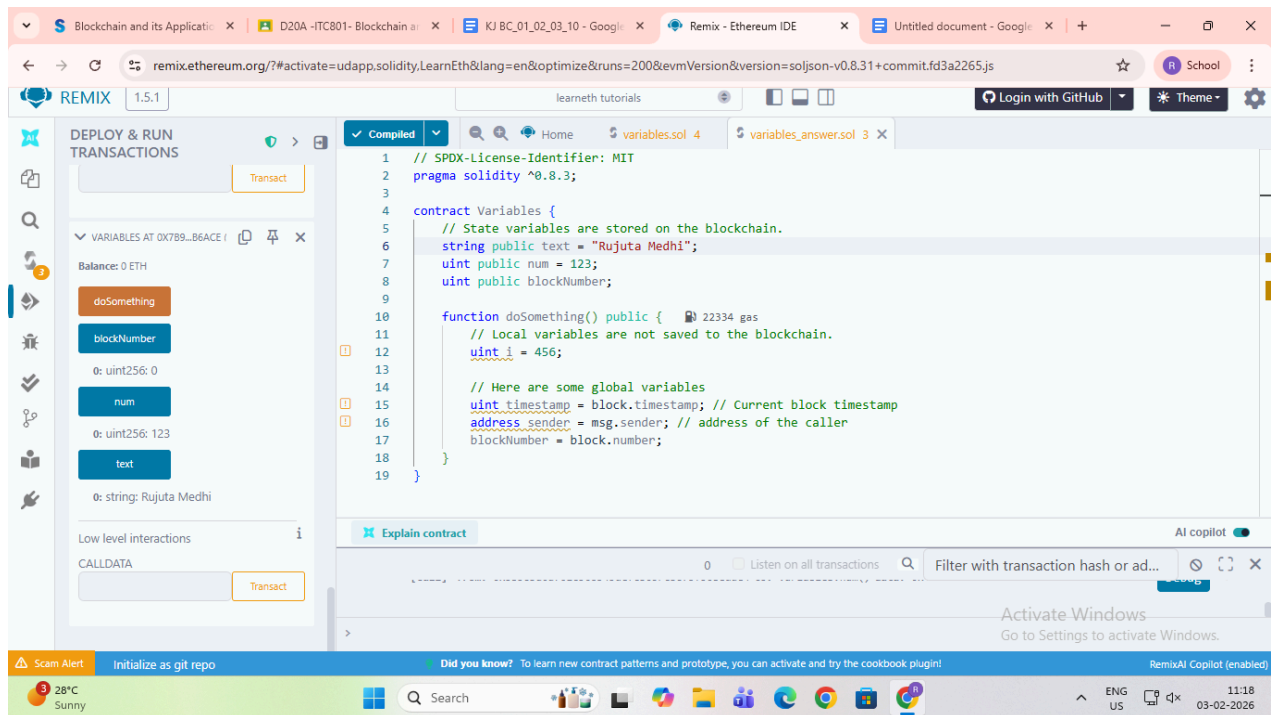 Blockchain and its Applicatio
D20A -ITC801- Blockchain ar
KJ BC_01_02_03_10 - Google
Remix - Ethereum IDE
Untitled document - Google
remix.ethereum.org/?#activate=udapp,solidity,LearnEth&lang=en&optimize&runs=200&evmVersion&version=soljson-v0.8.31+commit.fd3a2265.js
R School
REMIX 1.5.1
learneth tutorials
Login with GitHub
Theme
DEPLOY & RUN
TRANSACTIONS
Transact
VARIABLES AT 0X7B9...B6ACE (
Balance: 0 ETH
doSomething
blockNumber
0: uint256: 0
num
0: uint256: 123
text
0: string: Rujuta Medhi
Low level interactions
i
CALLDATA
Transact
3
Compiled
Home
variables.sol 4
variables_answer.sol 3
1 // SPDX-License-Identifier: MIT
2 pragma solidity ^0.8.3;
3
4 contract Variables {
5 // State variables are stored on the blockchain.
6 string public text = "Rujuta Medhi";
7 uint public num = 123;
8 uint public blockNumber;
9
10 function doSomething() public { 22334 gas
11 // Local variables are not saved to the blockchain.
12 uint i = 456;
13
14 // Here are some global variables
15 uint timestamp = block.timestamp; // Current block timestamp
16 address sender = msg.sender; // address of the caller
17 blockNumber = block.number;
18 }
19 }
Explain contract
AI copilot
0 Listen on all transactions
Filter with transaction hash or ad...
>
Activate Windows
Go to Settings to activate Windows.
Scam Alert
Initialize as git repo
Did you know? To learn new contract patterns and prototype, you can activate and try the cookbook plugin!
RemixAI Copilot (enabled)
3
28°C
Sunny
Search
ENG
US
11:18
03-02-2026